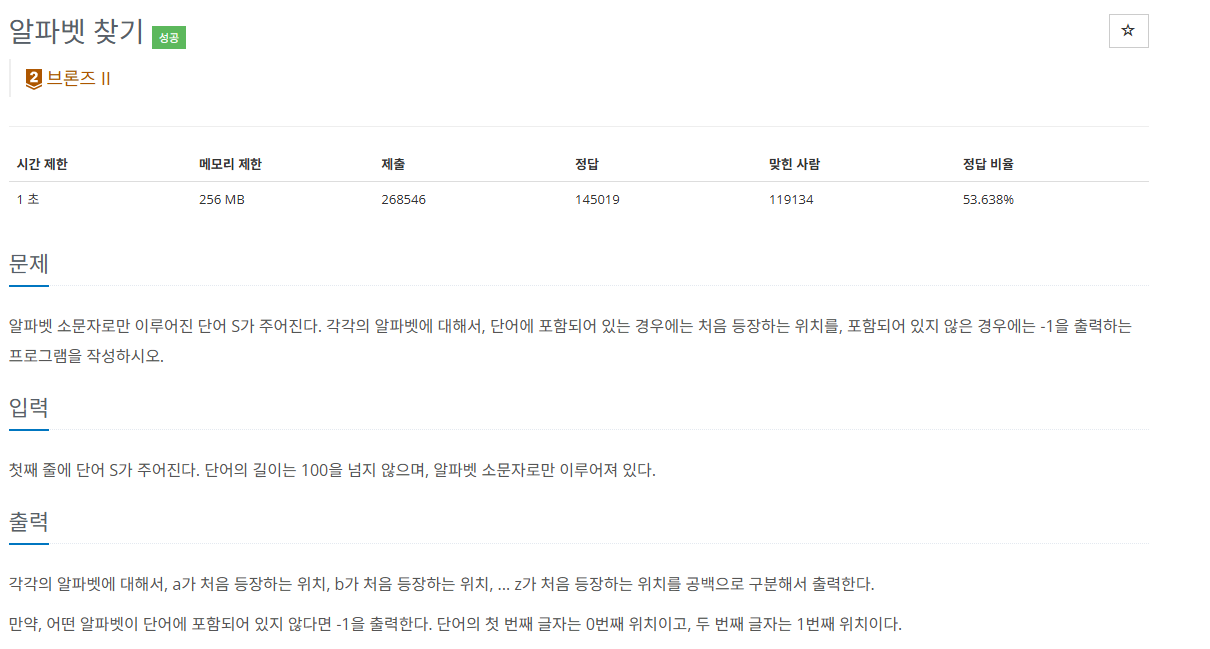 알파벳 찾기 성공
☆
2 브론즈 II
시간 제한 메모리 제한 제출 정답 맞힌 사람 정답 비율
1 초 256 MB 268546 145019 119134 53.638%
문제
알파벳 소문자로만 이루어진 단어 S가 주어진다. 각각의 알파벳에 대해서, 단어에 포함되어 있는 경우에는 처음 등장하는 위치를, 포함되어 있지 않은 경우에는 -1을 출력하는
프로그램을 작성하시오.
입력
첫째 줄에 단어 S가 주어진다. 단어의 길이는 100을 넘지 않으며, 알파벳 소문자로만 이루어져 있다.
출력
각각의 알파벳에 대해서, a가 처음 등장하는 위치, b가 처음 등장하는 위치, ... z가 처음 등장하는 위치를 공백으로 구분해서 출력한다.
만약, 어떤 알파벳이 단어에 포함되어 있지 않다면 -1을 출력한다. 단어의 첫 번째 글자는 0번째 위치이고, 두 번째 글자는 1번째 위치이다.